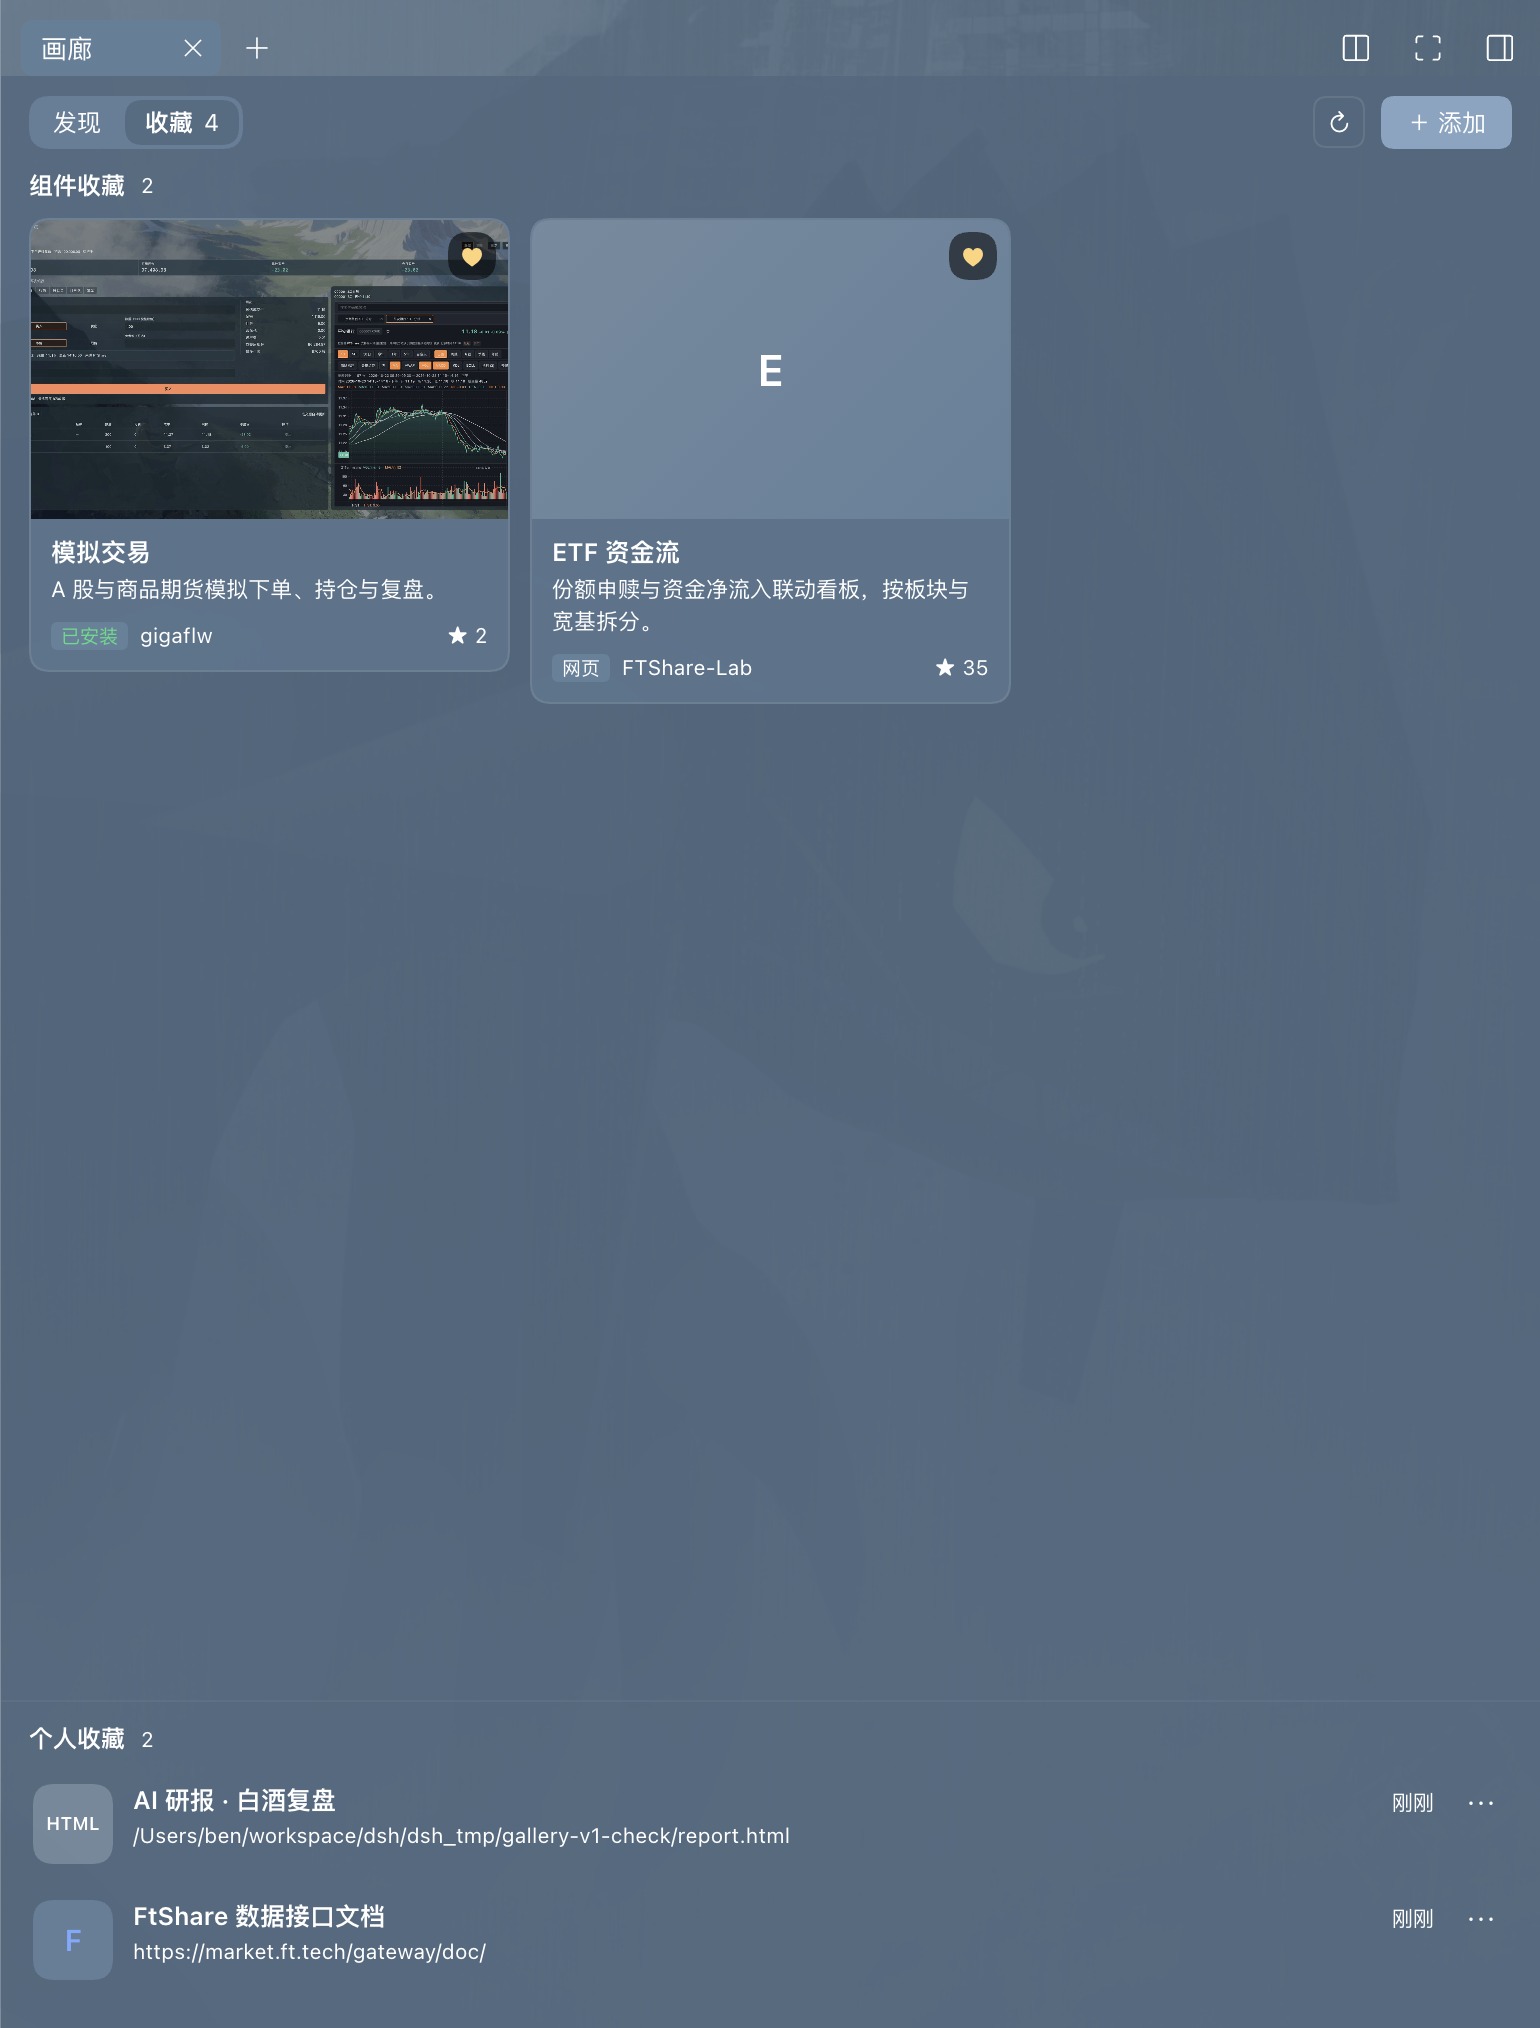 画廊
发现
收藏 4
+ 添加
组件收藏 2
模拟交易
A 股与商品期货模拟下单、持仓与复盘。
已安装 gigaflw ★ 2
E
ETF 资金流
份额申赎与资金净流入联动看板，按板块与
宽基拆分。
网页 FTShare-Lab ★ 35
个人收藏 2
HTML
AI 研报 · 白酒复盘
/Users/ben/workspace/dsh/dsh_tmp/gallery-v1-check/report.html
刚刚
F
FtShare 数据接口文档
https://market.ft.tech/gateway/doc/
刚刚